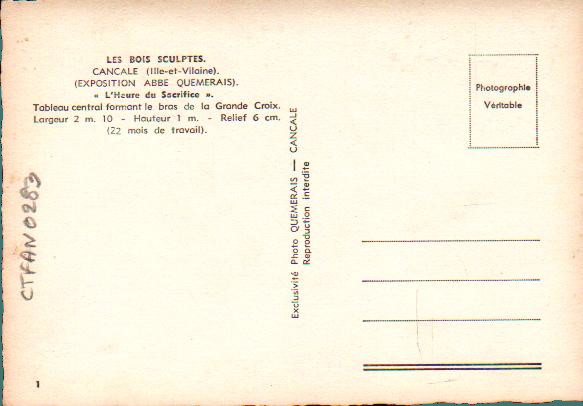 LES BOIS SCULPTES.
CANCALE (Ille-et-Vilaine).
(EXPOSITION ABBE QUEMERAIS).
« L'Heure du Sacrifice ».
Tableau central formant le bras de la Grande Croix.
Largeur 2 m. 10 - Hauteur 1 m. - Relief 6 cm.
(22 mois de travail).
Exclusivité Photo QUEMERAIS — CANCALE
Reproduction interdite
Photographie
Véritable
CTFAN0283
1